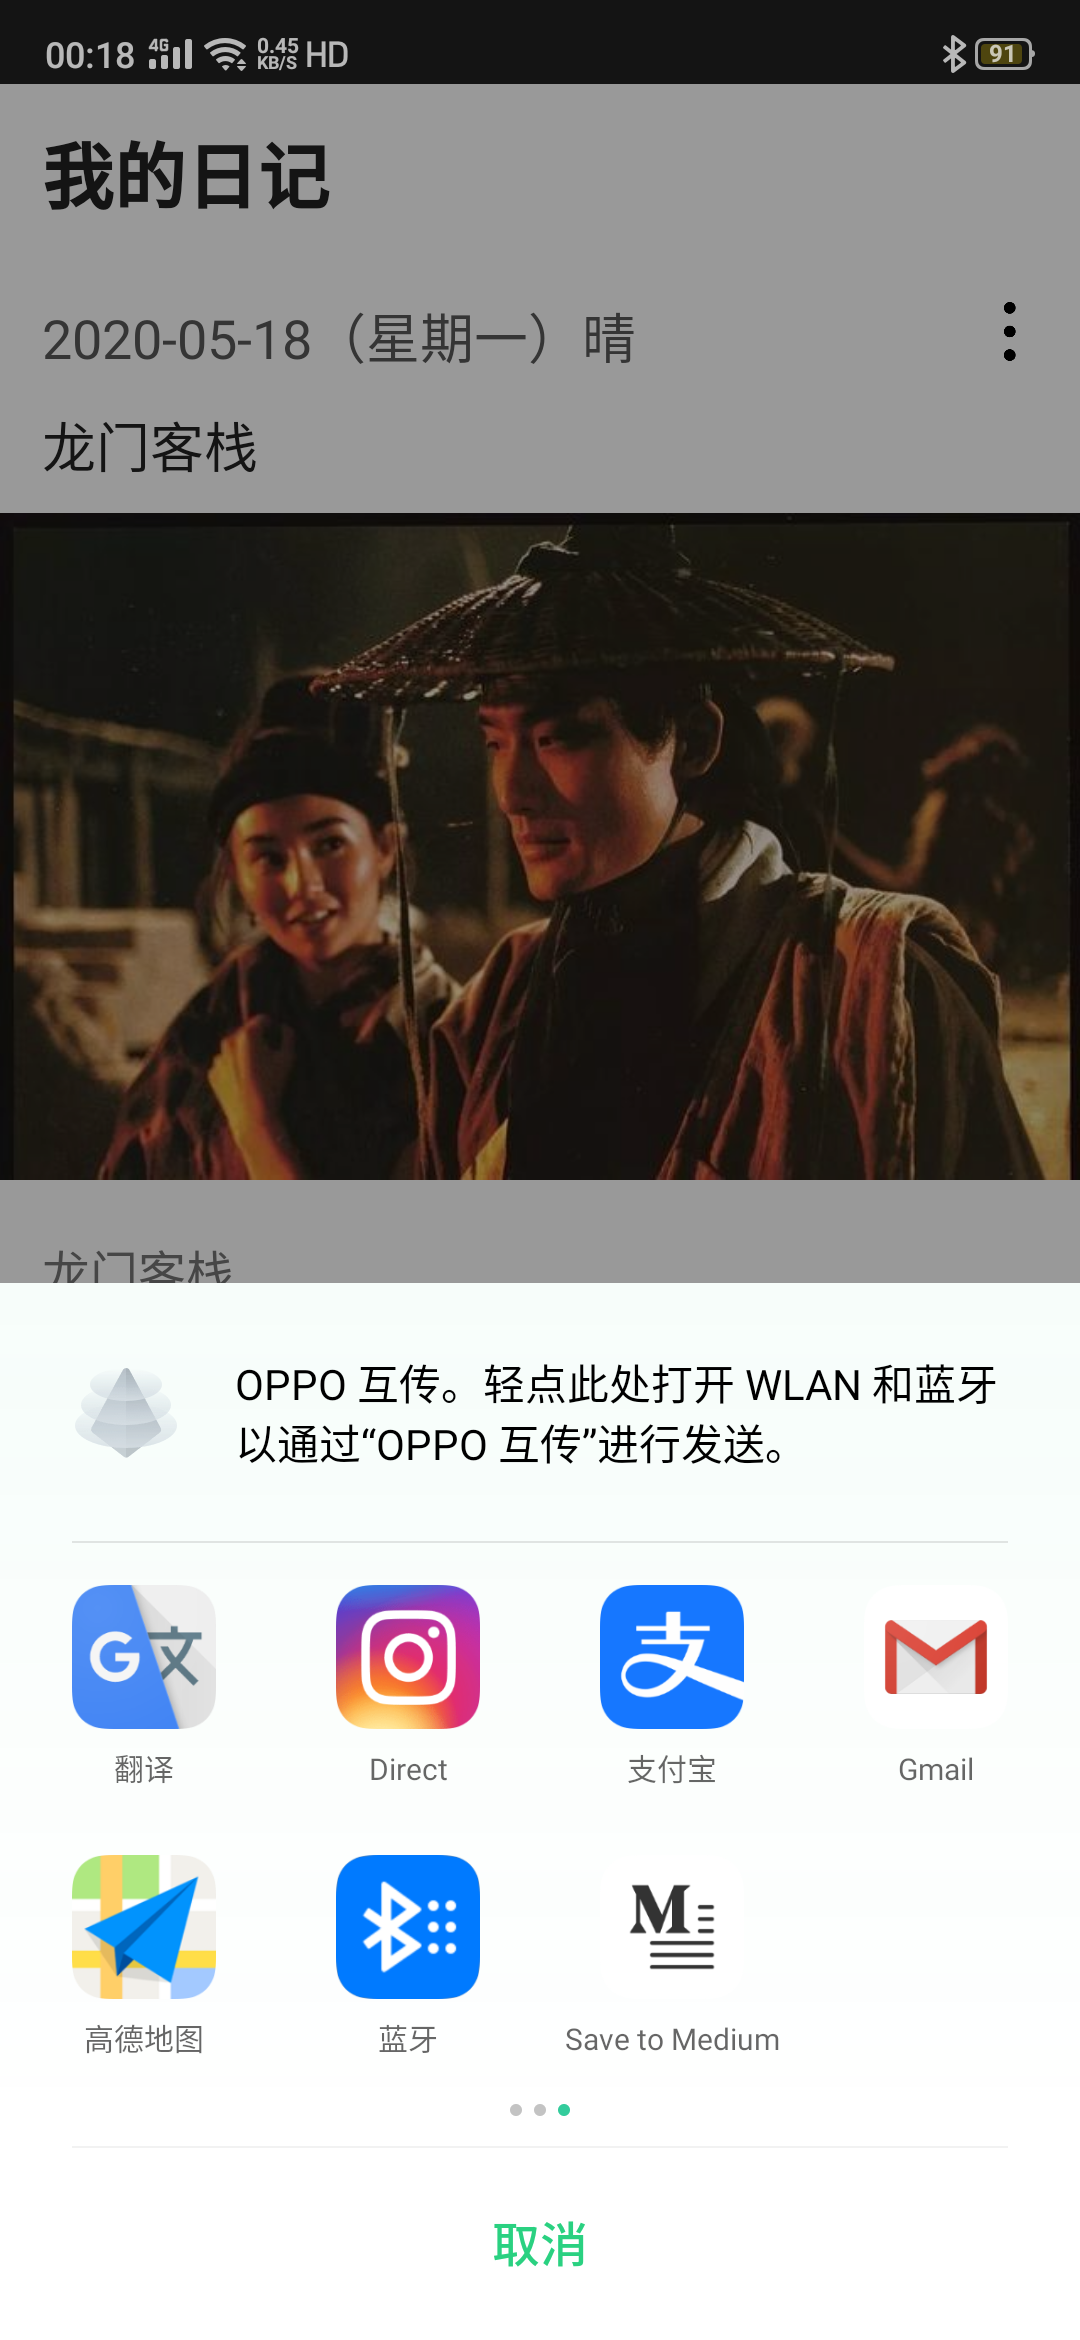 00:18 4G 0.45 KB/S HD 91
我的日记
2020-05-18（星期一）晴
龙门客栈
龙门客栈
OPPO 互传。轻点此处打开 WLAN 和蓝牙
以通过“OPPO 互传”进行发送。
G 文 支
翻译 Direct 支付宝 Gmail
M
高德地图 蓝牙 Save to Medium
取消